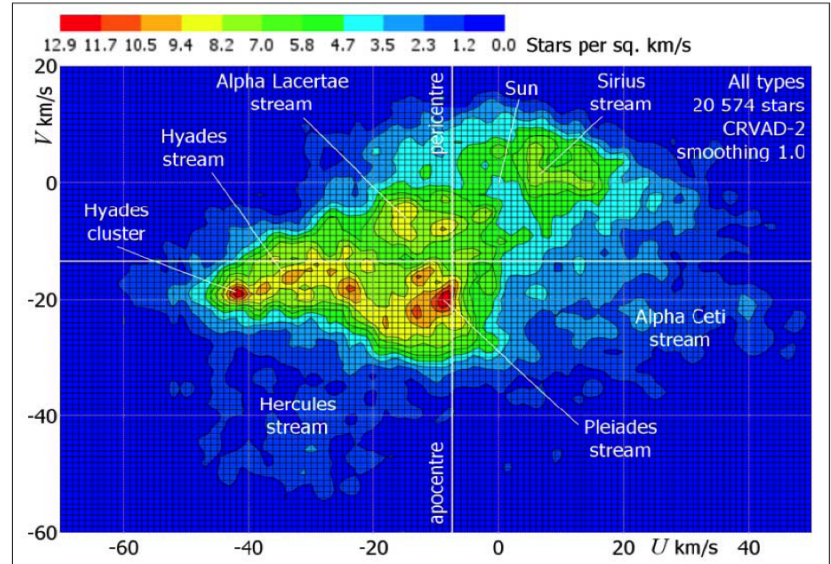 12.9 11.7 10.5 9.4 8.2 7.0 5.8 4.7 3.5 2.3 1.2 0.0 Stars per sq. km/s
20
0
-20
-40
-60
V km/s
Alpha Lacertae
stream
Hyades
stream
Hyades
cluster
pericentre
Sun
Sirius
stream
All types
20 574 stars
CRVAD-2
smoothing 1.0
Alpha Ceti
stream
Hercules
stream
apocentre
Pleiades
stream
-60 -40 -20 0 20 U km/s 40